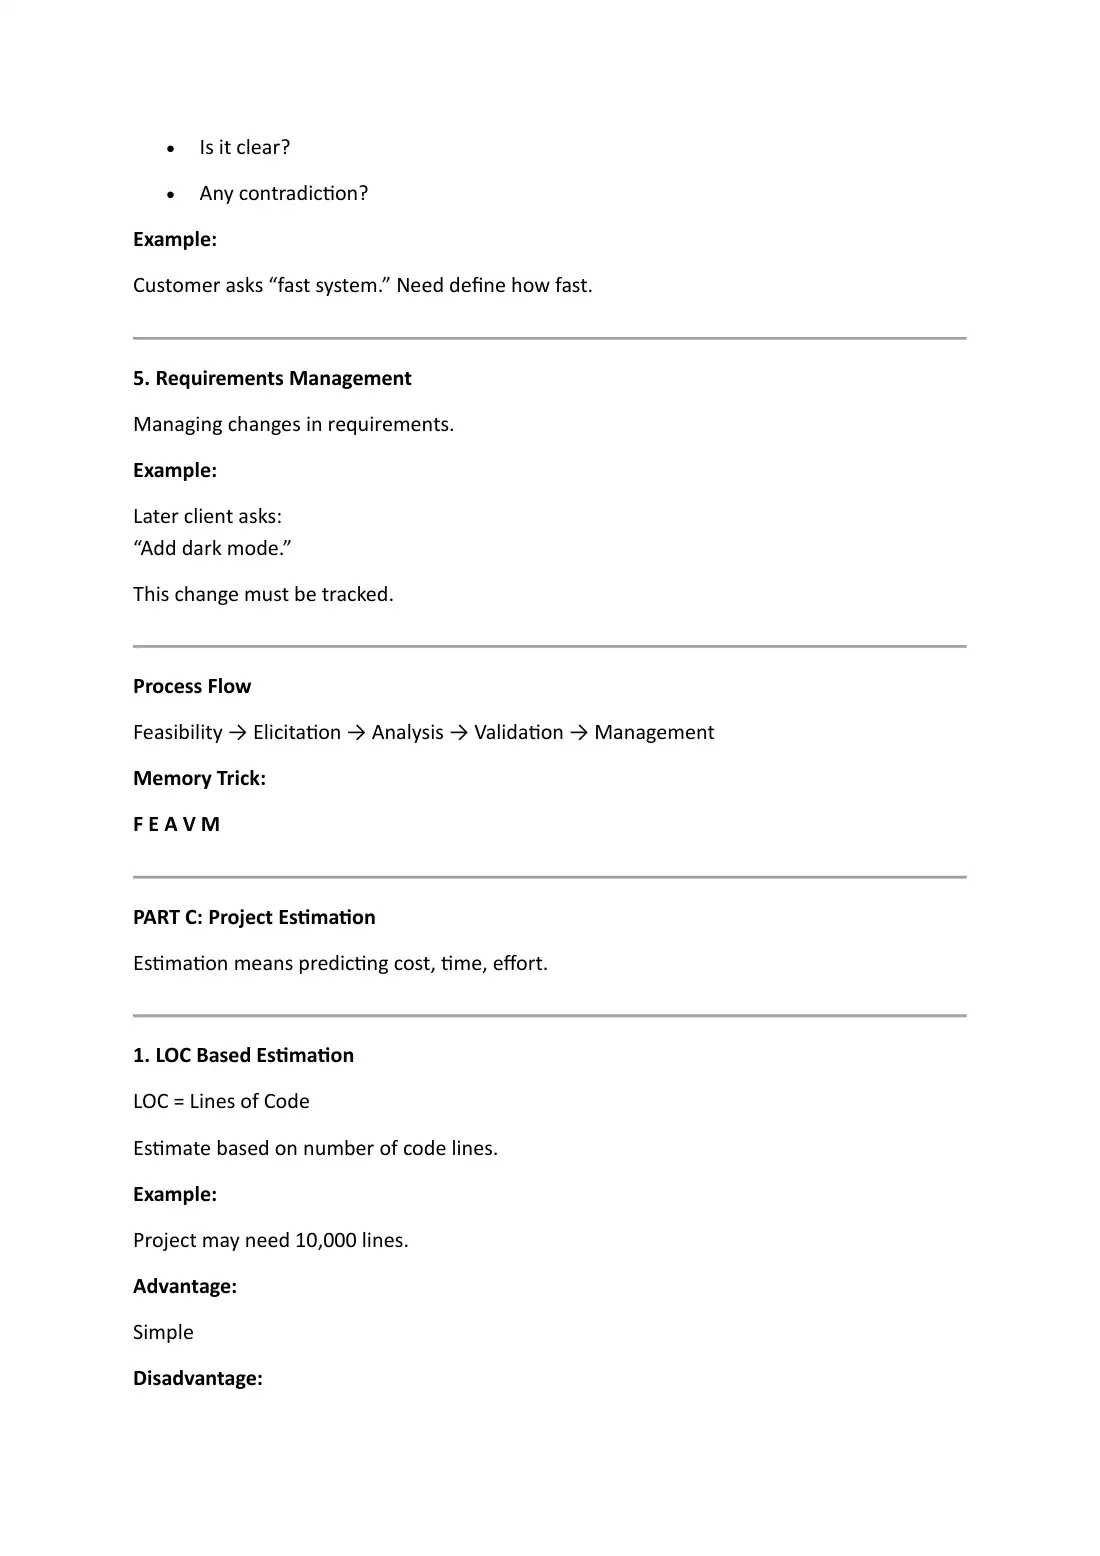 • Is it clear?
• Any contradiction?
Example:
Customer asks “fast system.” Need define how fast.
5. Requirements Management
Managing changes in requirements.
Example:
Later client asks:
“Add dark mode.”
This change must be tracked.
Process Flow
Feasibility → Elicitation → Analysis → Validation → Management
Memory Trick:
F E A V M
PART C: Project Estimation
Estimation means predicting cost, time, effort.
1. LOC Based Estimation
LOC = Lines of Code
Estimate based on number of code lines.
Example:
Project may need 10,000 lines.
Advantage:
Simple
Disadvantage: